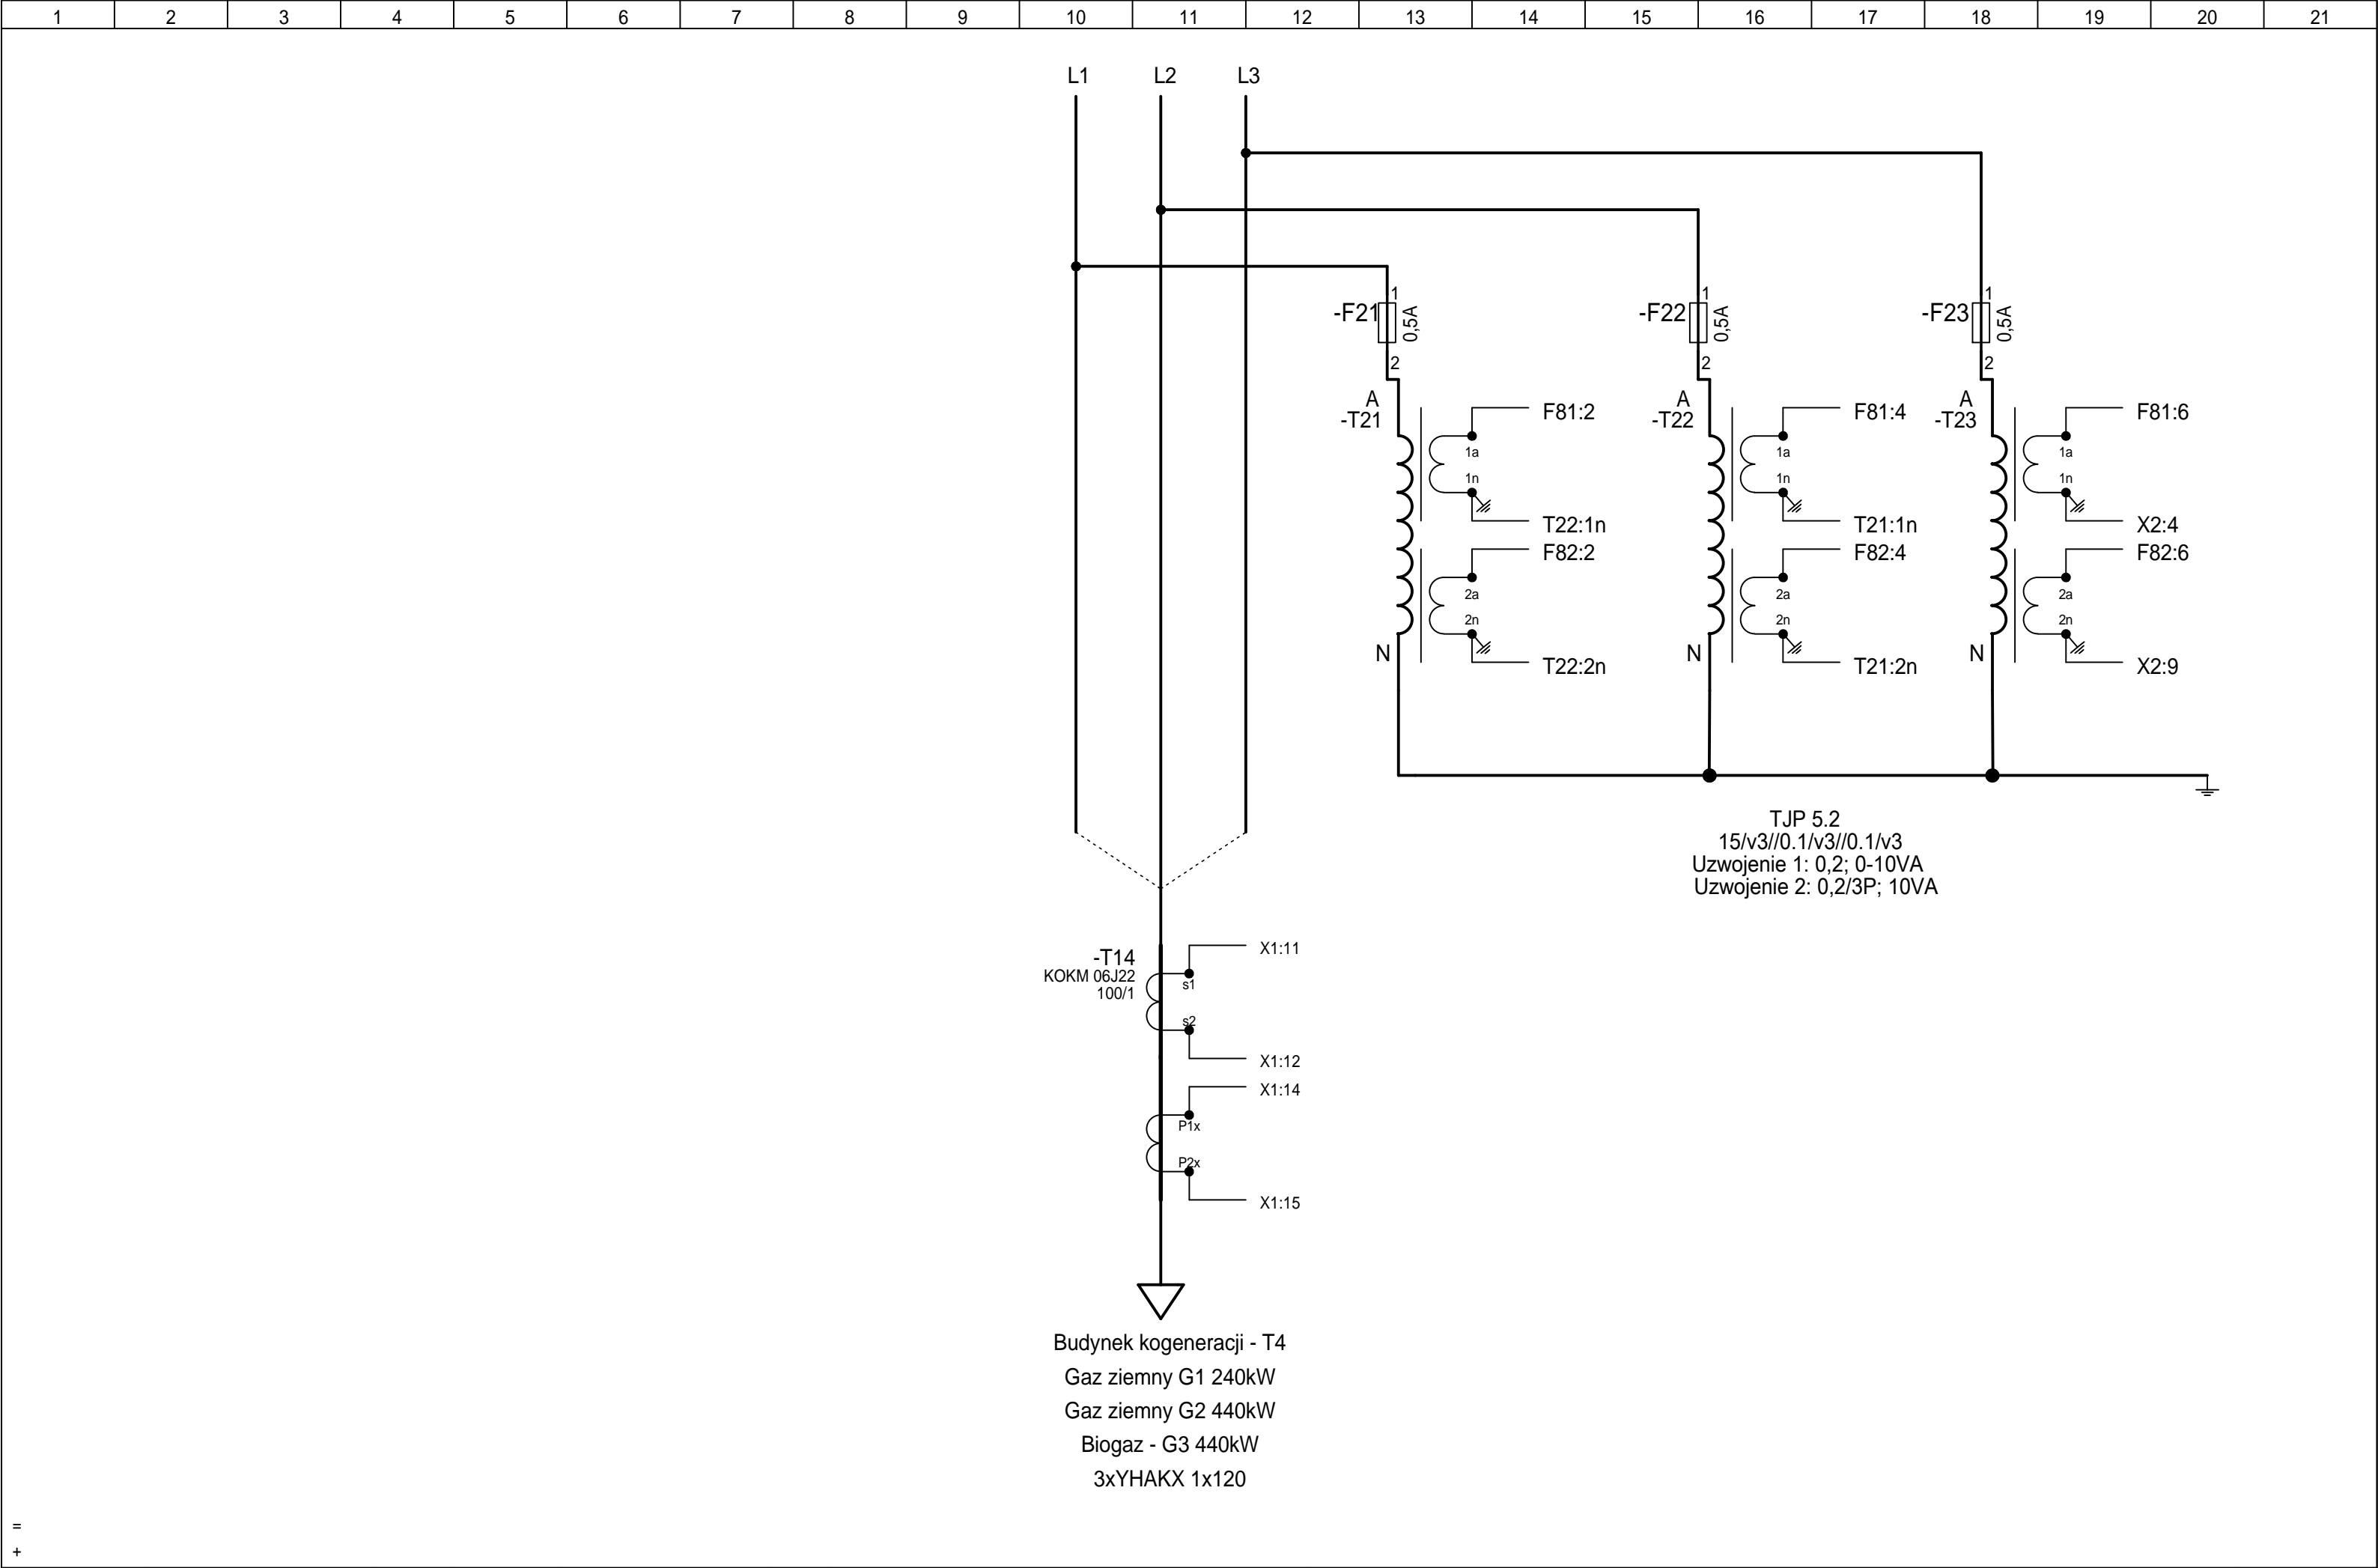 1 2 3 4 5 6 7 8 9 10 11 12 13 14 15 16 17 18 19 20 21
L1 L2 L3
1 1 1
-F21 0,5A -F22 0,5A -F23 0,5A
2 2 2
A A A
-T21 F81:2 -T22 F81:4 -T23 F81:6
1a 1a 1a
1n 1n 1n
T22:1n T21:1n X2:4
F82:2 F82:4 F82:6
2a 2a 2a
2n 2n 2n
N T22:2n N T21:2n N X2:9
TJP 5.2
15/v3//0.1/v3//0.1/v3
Uzwojenie 1: 0,2; 0-10VA
Uzwojenie 2: 0,2/3P; 10VA
-T14 X1:11
KOKM 06J22
100/1 s1
s2
X1:12
X1:14
P1x
P2x
X1:15
Budynek kogeneracji - T4
Gaz ziemny G1 240kW
Gaz ziemny G2 440kW
Biogaz - G3 440kW
3xYHAKX 1x120
=
+